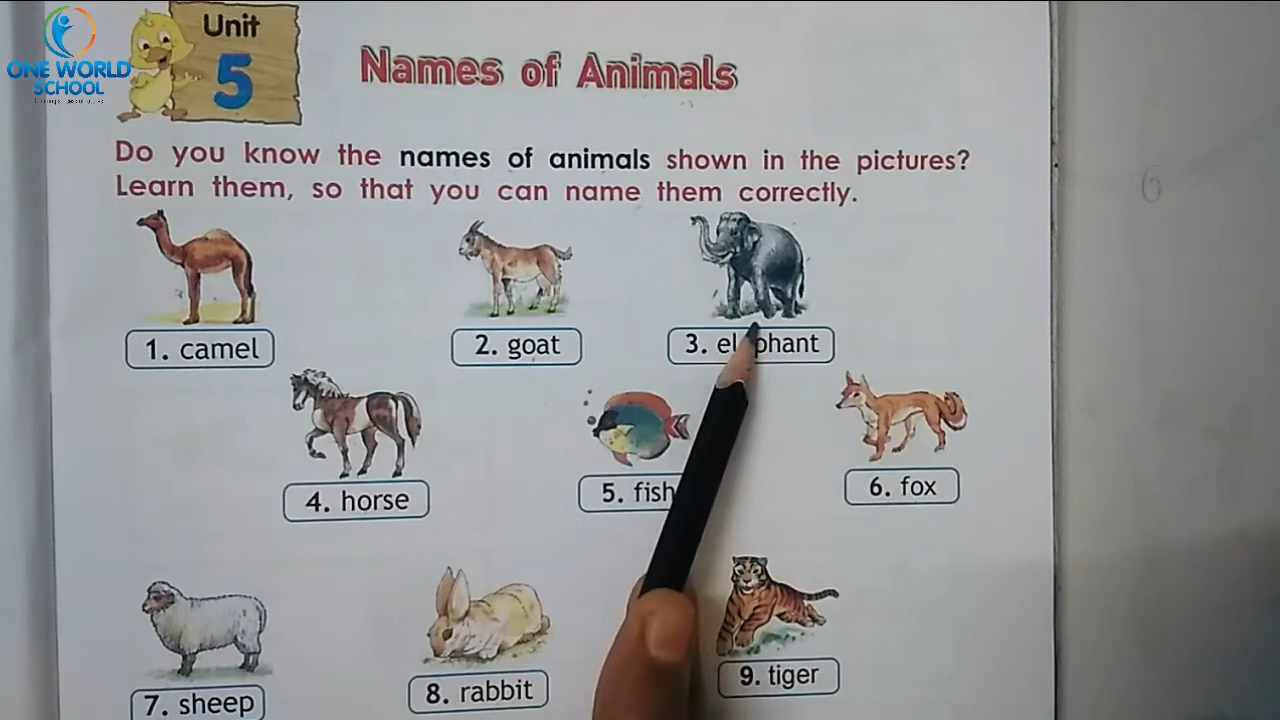 ONE WORLD
SCHOOL
Unit
5
Names of Animals
Do you know the names of animals shown in the pictures?
Learn them, so that you can name them correctly.
1. camel
2. goat
3. elephant
4. horse
5. fish
6. fox
7. sheep
8. rabbit
9. tiger